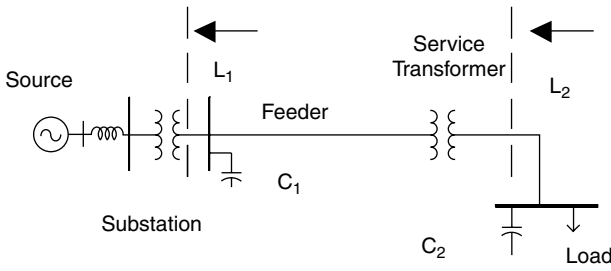 Source
L₁
Service
Transformer
L₂
Feeder
C₁
Substation
C₂
Load